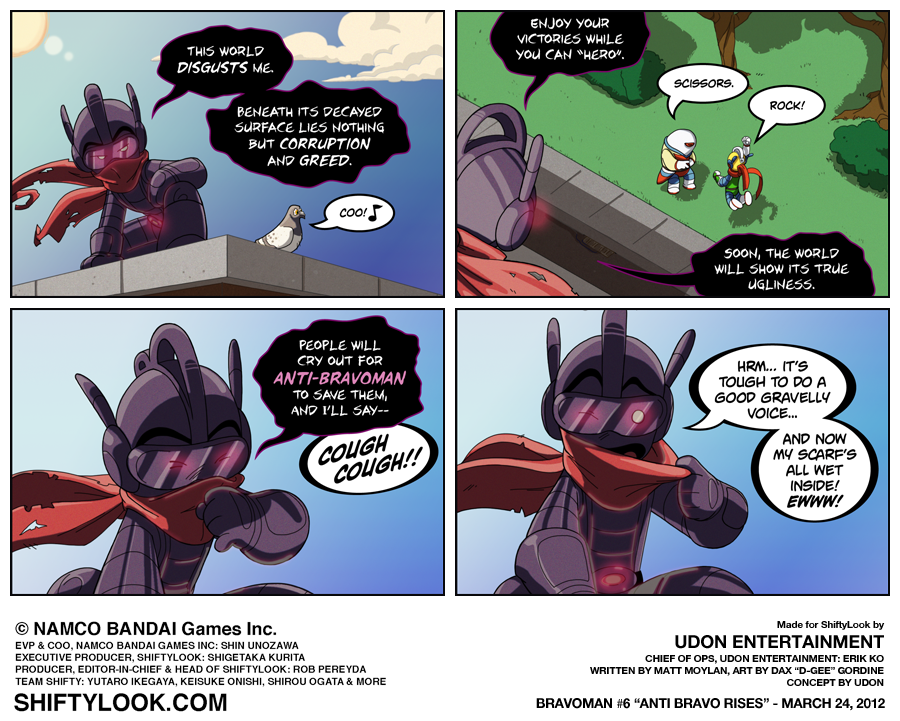 THIS WORLD
DISGUSTS ME.
BENEATH ITS DECAYED
SURFACE LIES NOTHING
BUT CORRUPTION
AND GREED.
COO! ♪
ENJOY YOUR
VICTORIES WHILE
YOU CAN "HERO".
SCISSORS.
ROCK!
SOON, THE WORLD
WILL SHOW ITS TRUE
UGLINESS.
PEOPLE WILL
CRY OUT FOR
ANTI-BRAVOMAN
TO SAVE THEM,
AND I'LL SAY--
COUGH
COUGH!!
HRM... IT'S
TOUGH TO DO A
GOOD GRAVELLY
VOICE...
AND NOW
MY SCARF'S
ALL WET
INSIDE!
EWWW!
© NAMCO BANDAI Games Inc.
EVP & COO, NAMCO BANDAI GAMES INC: SHIN UNOZAWA
EXECUTIVE PRODUCER, SHIFTYLOOK: SHIGETAKA KURITA
PRODUCER, EDITOR-IN-CHIEF & HEAD OF SHIFTYLOOK: ROB PEREYDA
TEAM SHIFTY: YUTARO IKEGAYA, KEISUKE ONISHI, SHIROU OGATA & MORE
SHIFTYLOOK.COM
Made for ShiftyLook by
UDON ENTERTAINMENT
CHIEF OF OPS, UDON ENTERTAINMENT: ERIK KO
WRITTEN BY MATT MOYLAN, ART BY DAX "D-GEE" GORDINE
CONCEPT BY UDON
BRAVOMAN #6 "ANTI BRAVO RISES" - MARCH 24, 2012